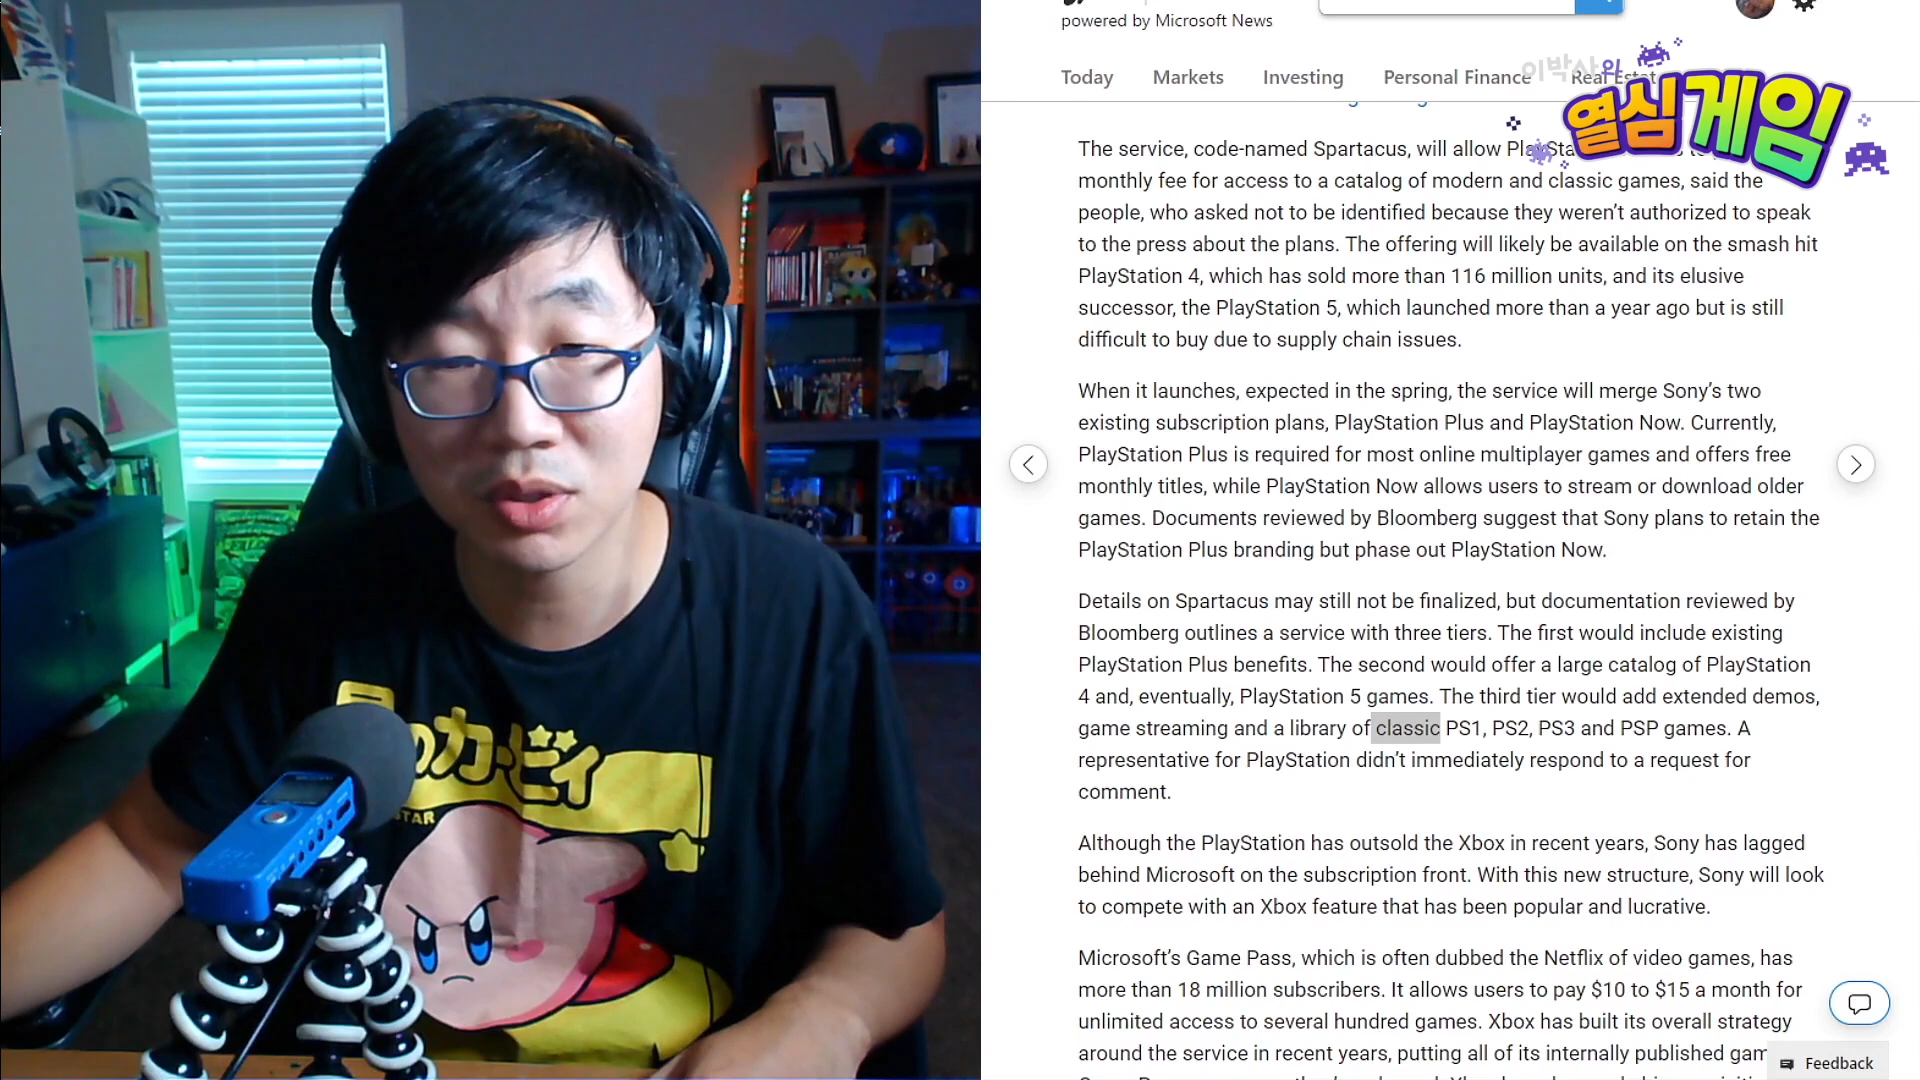 powered by Microsoft News
Today Markets Investing Personal Finance Real Estat
이박사와
열심게임
The service, code-named Spartacus, will allow
monthly fee for access to a catalog of modern and classic games, said the
people, who asked not to be identified because they weren’t authorized to speak
to the press about the plans. The offering will likely be available on the smash hit
PlayStation 4, which has sold more than 116 million units, and its elusive
successor, the PlayStation 5, which launched more than a year ago but is still
difficult to buy due to supply chain issues.
When it launches, expected in the spring, the service will merge Sony’s two
existing subscription plans, PlayStation Plus and PlayStation Now. Currently,
PlayStation Plus is required for most online multiplayer games and offers free
monthly titles, while PlayStation Now allows users to stream or download older
games. Documents reviewed by Bloomberg suggest that Sony plans to retain the
PlayStation Plus branding but phase out PlayStation Now.
Details on Spartacus may still not be finalized, but documentation reviewed by
Bloomberg outlines a service with three tiers. The first would include existing
PlayStation Plus benefits. The second would offer a large catalog of PlayStation
4 and, eventually, PlayStation 5 games. The third tier would add extended demos,
game streaming and a library of classic PS1, PS2, PS3 and PSP games. A
representative for PlayStation didn’t immediately respond to a request for
comment.
Although the PlayStation has outsold the Xbox in recent years, Sony has lagged
behind Microsoft on the subscription front. With this new structure, Sony will look
to compete with an Xbox feature that has been popular and lucrative.
Microsoft’s Game Pass, which is often dubbed the Netflix of video games, has
more than 18 million subscribers. It allows users to pay $10 to $15 a month for
unlimited access to several hundred games. Xbox has built its overall strategy
around the service in recent years, putting all of its internally published gam
Feedback
のカービィ
STAR